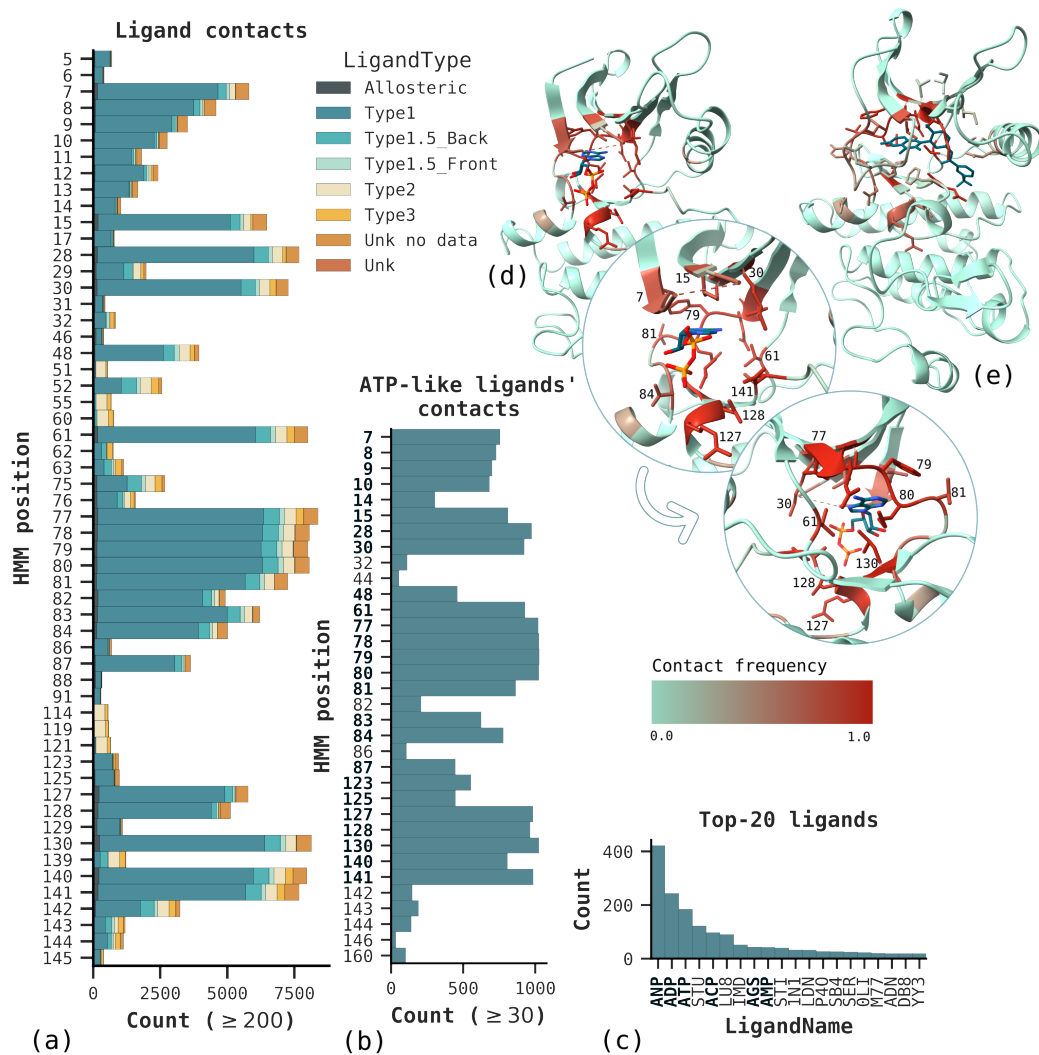 Ligand contacts
5
6
7
8
9
10
11
12
13
14
15
17
28
29
30
31
32
46
48
51
52
55
60
61
62
63
75
76
77
78
79
80
81
82
83
84
86
87
88
91
114
119
121
123
125
127
128
129
130
139
140
141
142
143
144
145
HMM position
0 2500 5000 7500
Count (≥200)
(a)
LigandType
Allosteric
Type1
Type1.5_Back
Type1.5_Front
Type2
Type3
Unk no data
Unk
ATP-like ligands'
contacts
7
8
9
10
14
15
28
30
32
44
48
61
77
78
79
80
81
82
83
84
86
87
123
125
127
128
130
140
141
142
143
144
146
160
HMM position
0 500 1000
Count (≥30)
(b)
(d)
(e)
7
15
30
79
81
61
84
141
128
127
77
79
30
80
81
61
130
128
127
Contact frequency
0.0 1.0
Top-20 ligands
Count
400
200
0
ANP
ADP
ATP
STU
ACP
LU8
IMD
AGS
AMP
STI
1N1
LDN
P4O
SB4
SER
0LI
M77
ADN
DB8
YY3
LigandName
(c)